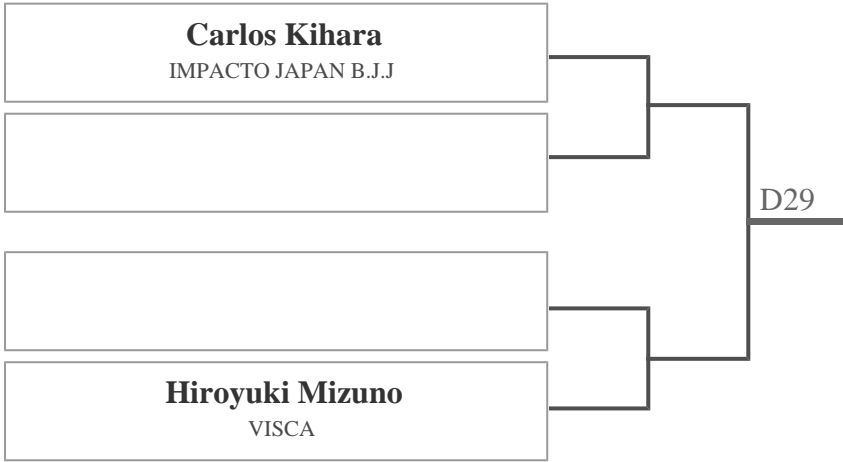 Carlos Kihara
IMPACTO JAPAN B.J.J
D29
Hiroyuki Mizuno
VISCA